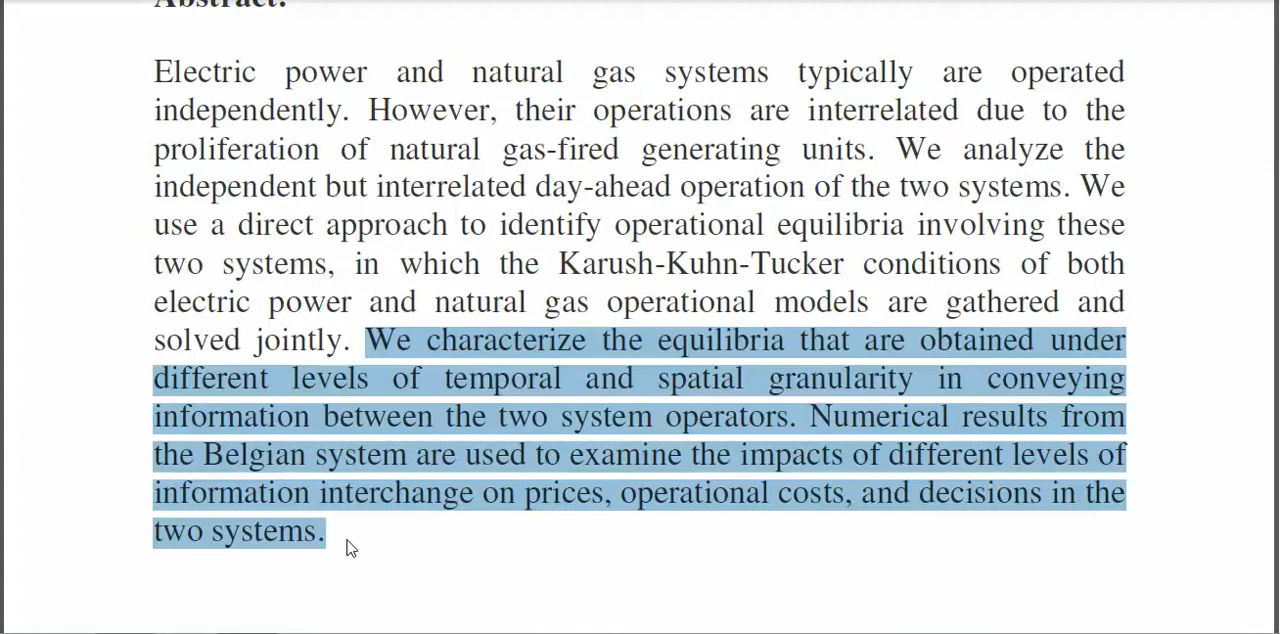 Abstract:
Electric power and natural gas systems typically are operated
independently. However, their operations are interrelated due to the
proliferation of natural gas-fired generating units. We analyze the
independent but interrelated day-ahead operation of the two systems. We
use a direct approach to identify operational equilibria involving these
two systems, in which the Karush-Kuhn-Tucker conditions of both
electric power and natural gas operational models are gathered and
solved jointly. We characterize the equilibria that are obtained under
different levels of temporal and spatial granularity in conveying
information between the two system operators. Numerical results from
the Belgian system are used to examine the impacts of different levels of
information interchange on prices, operational costs, and decisions in the
two systems.